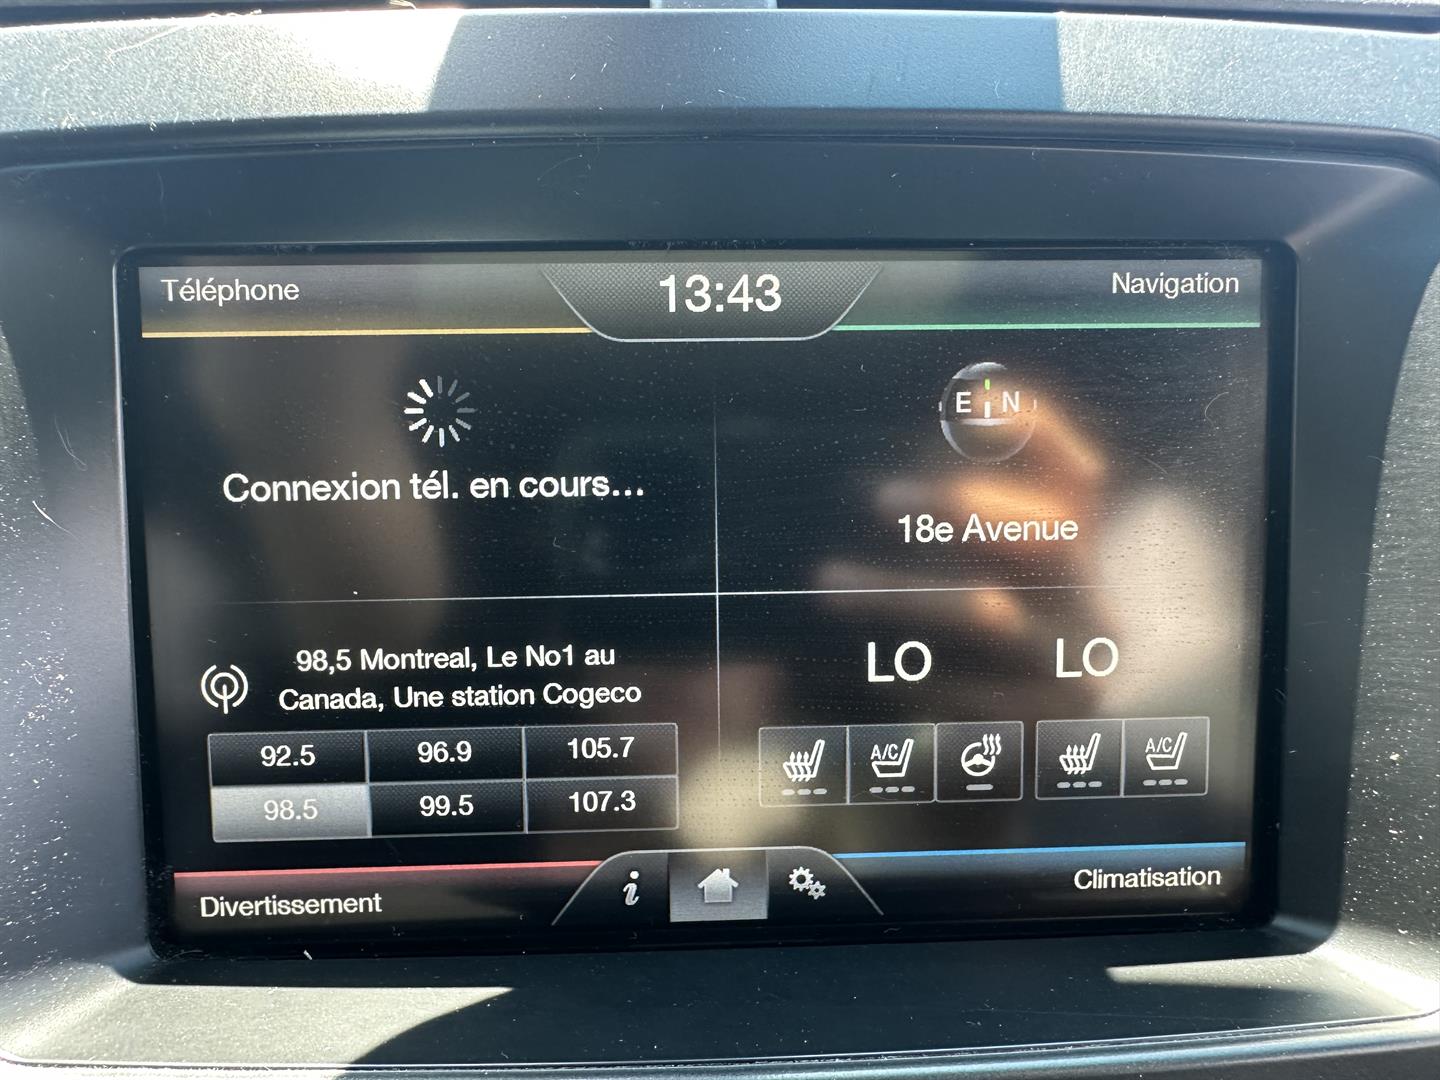 Téléphone
13:43
Navigation
Connexion tél. en cours...
E N
18e Avenue
98,5 Montreal, Le No1 au
Canada, Une station Cogeco
92.5 96.9 105.7
98.5 99.5 107.3
LO LO
A/C A/C
Divertissement
i
Climatisation